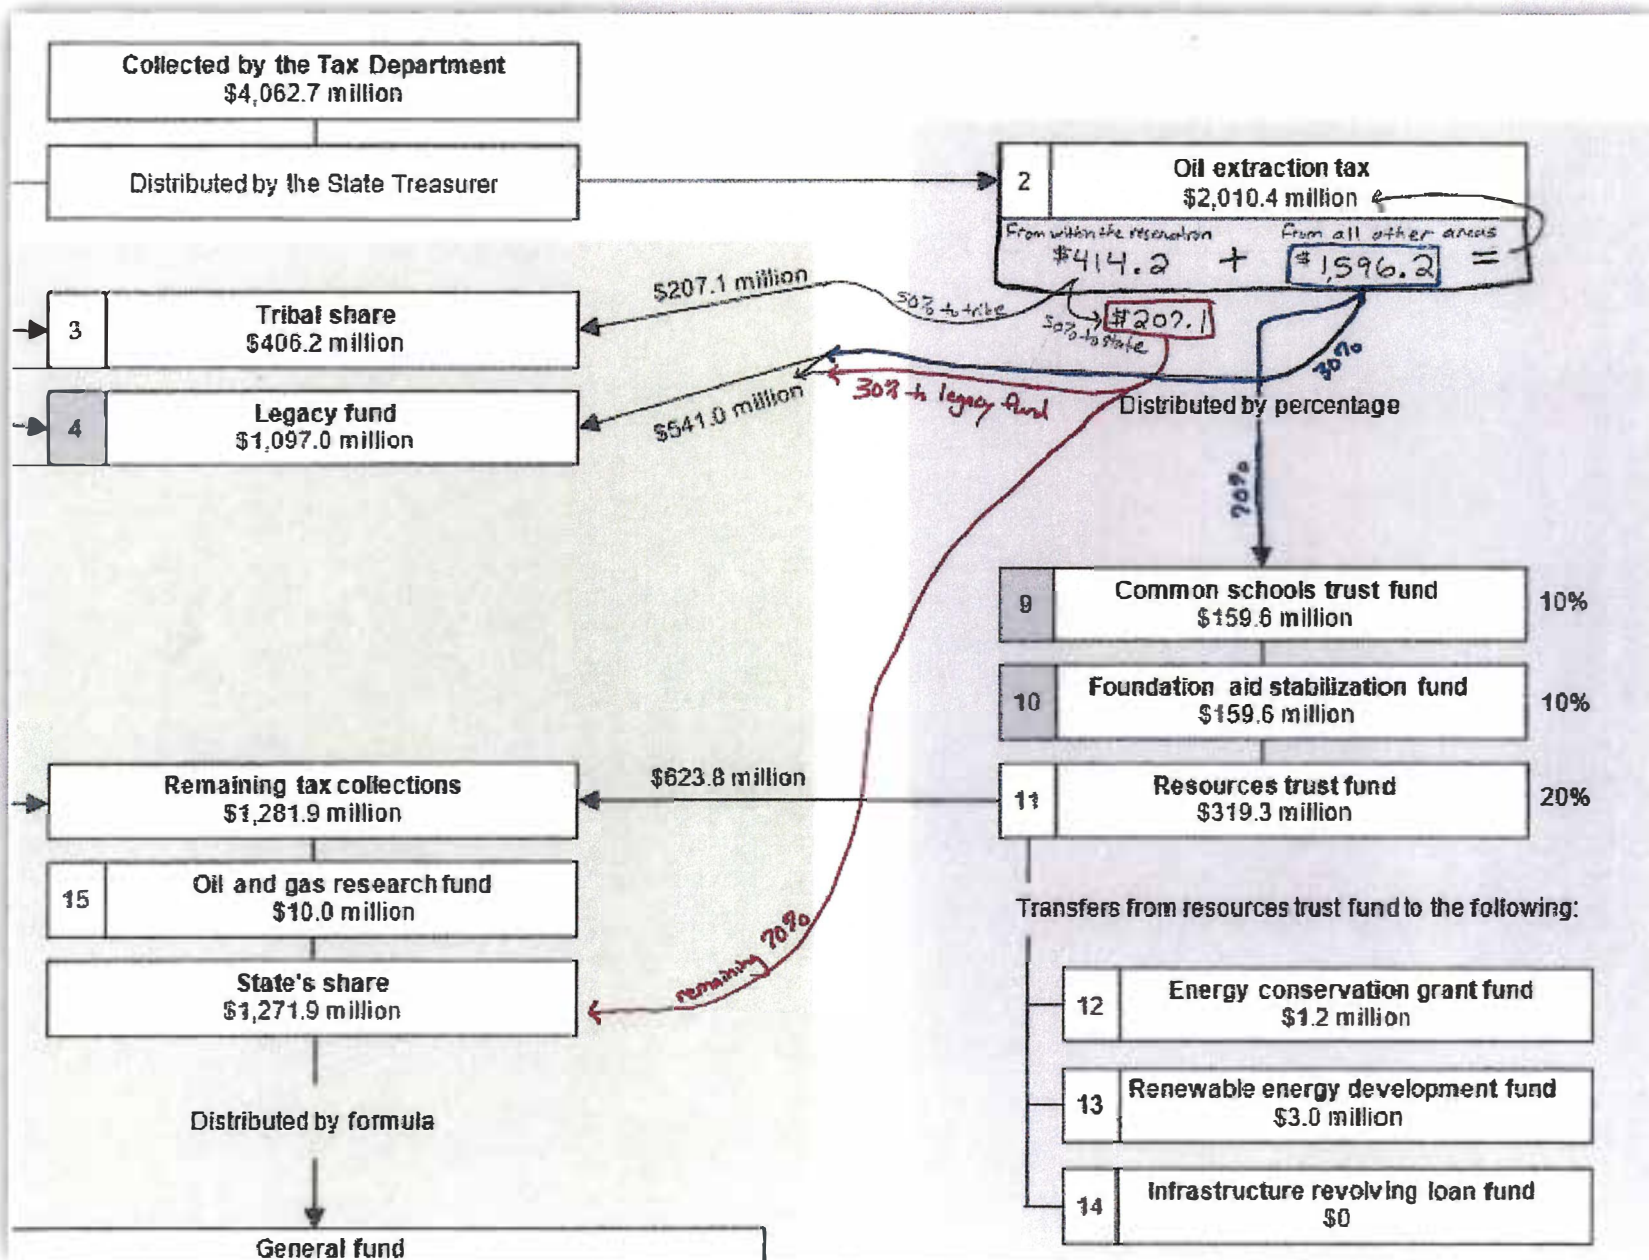 Collected by the Tax Department
$4,062.7 million
Distributed by the State Treasurer
2
Oil extraction tax
$2,010.4 million
From within the reservation
From all other areas
$414.2 + $1,596.2 =
$207.1 million
50% to tribe
50% to state
$207.1
3
Tribal share
$406.2 million
30%
30% to legacy fund
$541.0 million
4
Legacy fund
$1,097.0 million
Distributed by percentage
70%
9
Common schools trust fund
$159.6 million
10%
10
Foundation aid stabilization fund
$159.6 million
10%
Remaining tax collections
$1,281.9 million
$623.8 million
11
Resources trust fund
$319.3 million
20%
15
Oil and gas research fund
$10.0 million
Transfers from resources trust fund to the following:
remaining 70%
State's share
$1,271.9 million
12
Energy conservation grant fund
$1.2 million
13
Renewable energy development fund
$3.0 million
Distributed by formula
14
Infrastructure revolving loan fund
$0
General fund